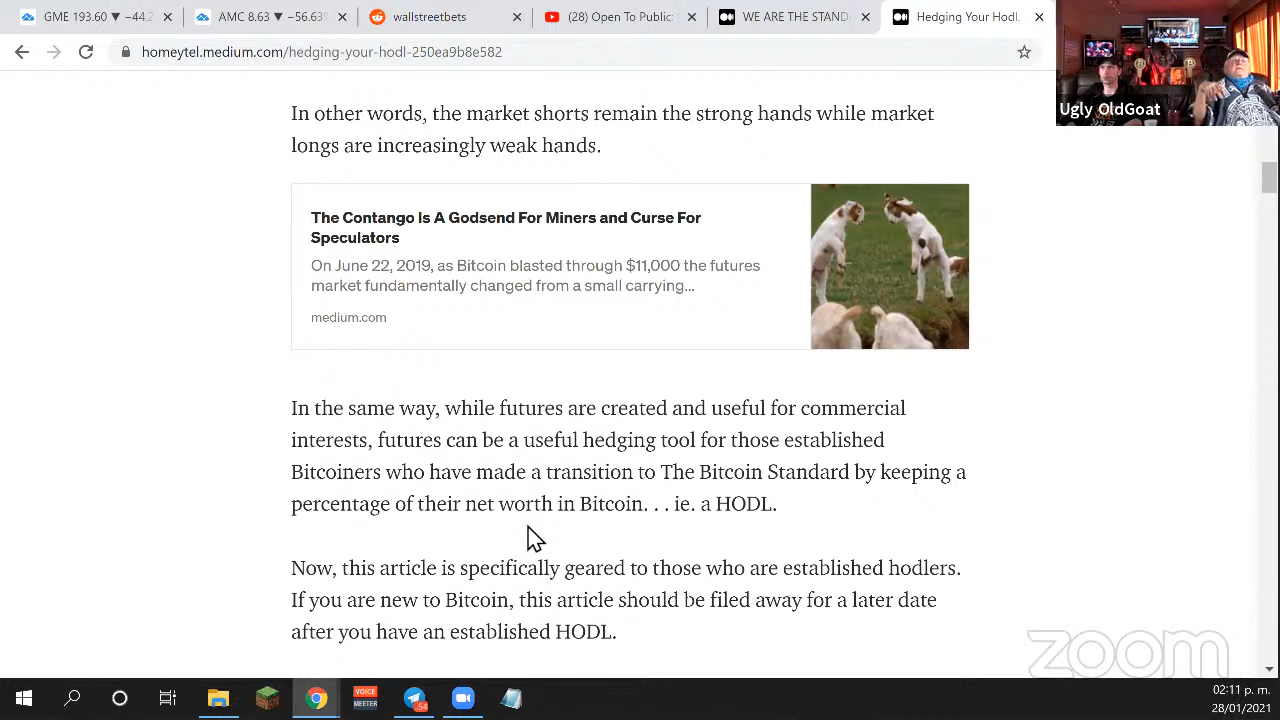 GME 193.60 ▼ -44.2
AMC 8.63 ▼ -56.63
wallstreetbets
(28) Open To Public:
WE ARE THE STAND
Hedging Your Hodl.
homeytel.medium.com/hedging-your-hodl
Ugly OldGoat
In other words, the market shorts remain the strong hands while market
longs are increasingly weak hands.
The Contango Is A Godsend For Miners and Curse For
Speculators
On June 22, 2019, as Bitcoin blasted through $11,000 the futures
market fundamentally changed from a small carrying...
medium.com
In the same way, while futures are created and useful for commercial
interests, futures can be a useful hedging tool for those established
Bitcoiners who have made a transition to The Bitcoin Standard by keeping a
percentage of their net worth in Bitcoin. . . ie. a HODL.
Now, this article is specifically geared to those who are established hodlers.
If you are new to Bitcoin, this article should be filed away for a later date
after you have an established HODL.
zoom
VOICE
MEETER
54
02:11 p. m.
28/01/2021